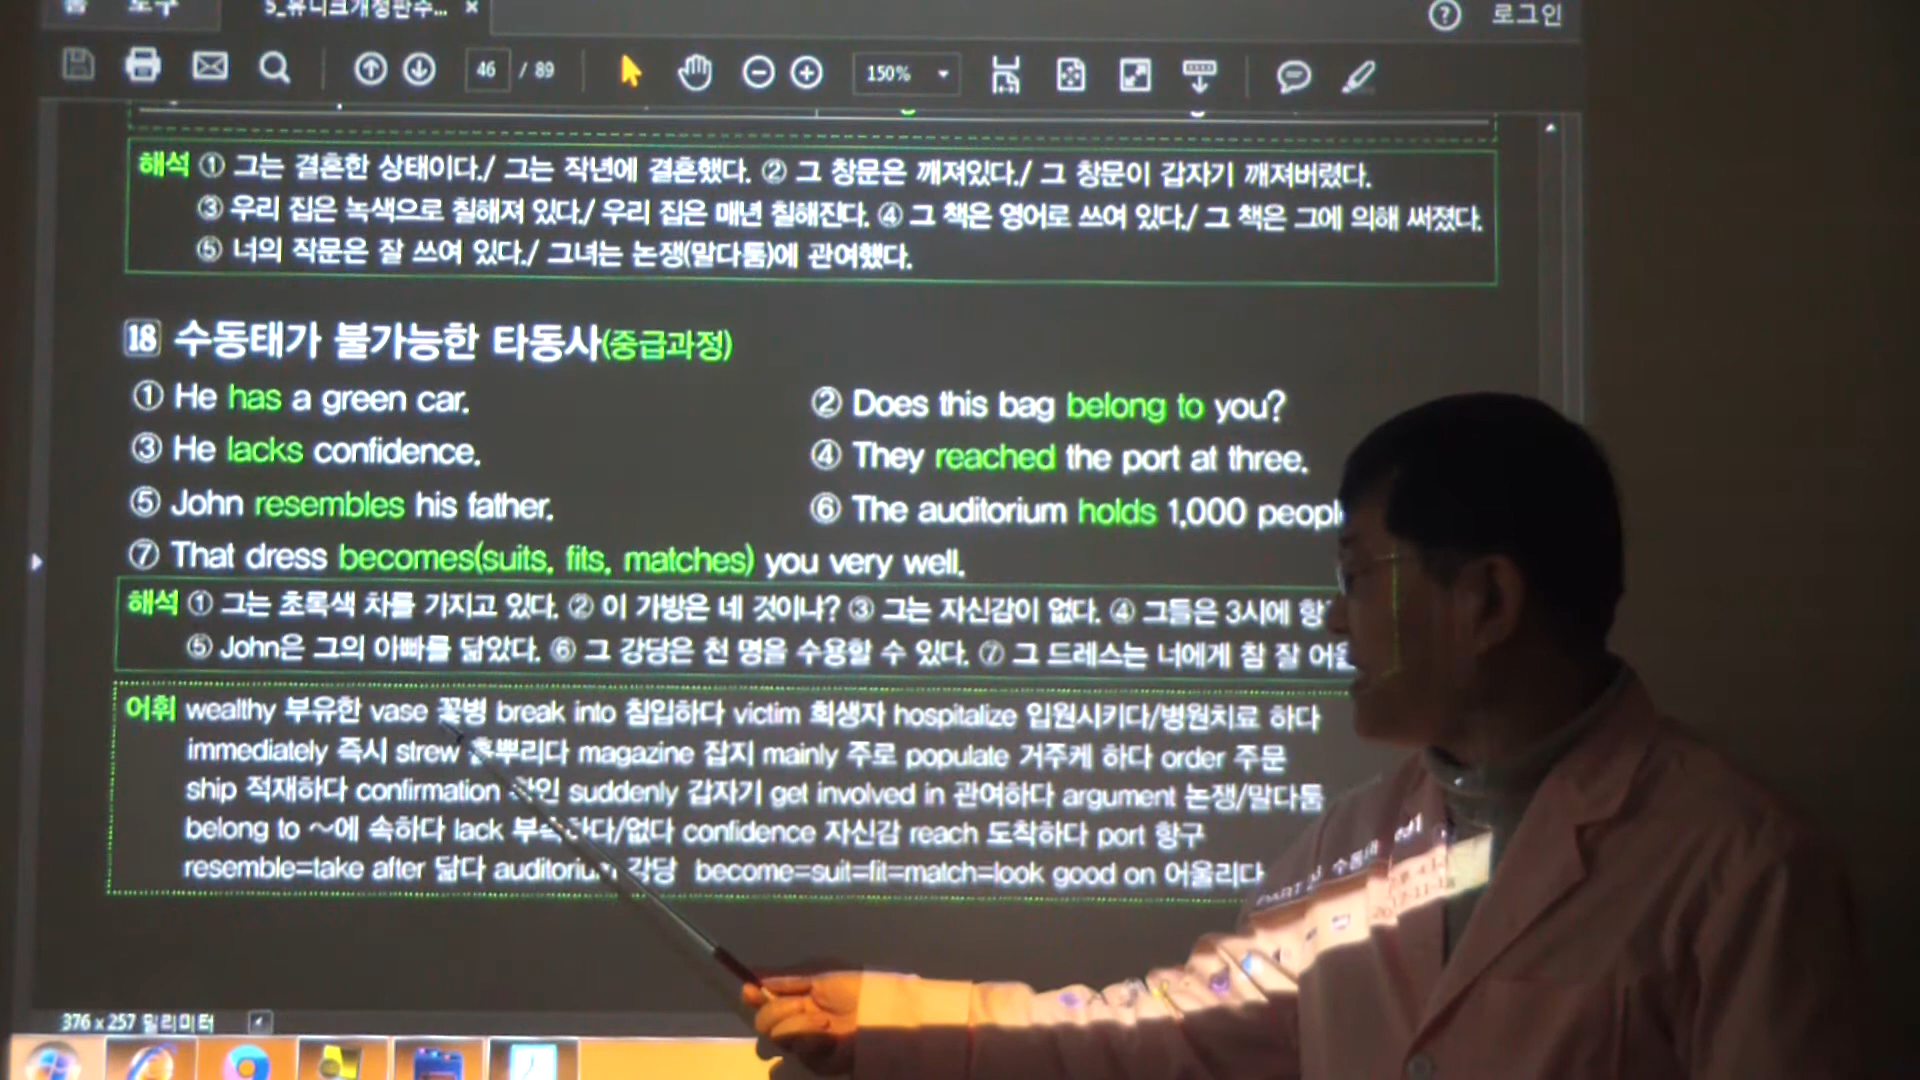 5_유니크개정판수... ×
로그인
46 / 89
150%
해석 ① 그는 결혼한 상태이다./ 그는 작년에 결혼했다. ② 그 창문은 깨져있다./ 그 창문이 갑자기 깨져버렸다.
③ 우리 집은 녹색으로 칠해져 있다./ 우리 집은 매년 칠해진다. ④ 그 책은 영어로 쓰여 있다./ 그 책은 그에 의해 써졌다.
⑤ 너의 작문은 잘 쓰여 있다./ 그녀는 논쟁(말다툼)에 관여했다.
18 수동태가 불가능한 타동사(중급과정)
① He has a green car.
② Does this bag belong to you?
③ He lacks confidence.
④ They reached the port at three.
⑤ John resembles his father.
⑥ The auditorium holds 1,000 peopl
⑦ That dress becomes(suits, fits, matches) you very well.
해석 ① 그는 초록색 차를 가지고 있다. ② 이 가방은 네 것이냐? ③ 그는 자신감이 없다. ④ 그들은 3시에
⑤ John은 그의 아빠를 닮았다. ⑥ 그 강당은 천 명을 수용할 수 있다. ⑦ 그 드레스는 너에게 참 잘
어휘 wealthy 부유한 vase 꽃병 break into 침입하다 victim 희생자 hospitalize 입원시키다/병원치료 하다
immediately 즉시 strew 흩뿌리다 magazine 잡지 mainly 주로 populate 거주케 하다 order 주문
ship 적재하다 confirmation 확인 suddenly 갑자기 get involved in 관여하다 argument 논쟁/말다툼
belong to ~에 속하다 lack 부족하다/없다 confidence 자신감 reach 도착하다 port 항구
resemble=take after 닮다 auditorium 강당 become=suit=fit=match=look good on 어울리다
376 x 257 밀리미터